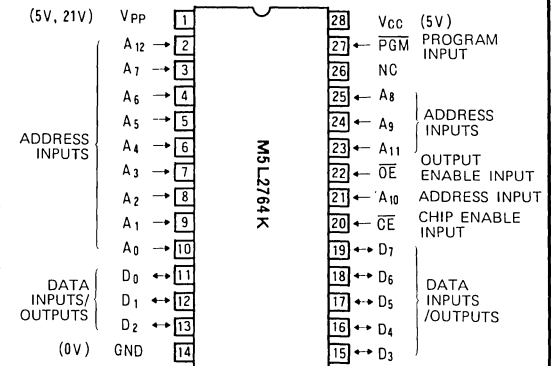 (5V, 21V) VPP 1
A12 → 2
A7 → 3
A6 → 4
A5 → 5
A4 → 6
A3 → 7
A2 → 8
A1 → 9
A0 → 10
D0 ↔ 11
D1 ↔ 12
D2 ↔ 13
(0V) GND 14
ADDRESS
INPUTS
DATA
INPUTS/
OUTPUTS
M5L2764K
28 VCC (5V)
27 ← PGM PROGRAM
INPUT
26 NC
25 ← A8
24 ← A9
23 ← A11
ADDRESS
INPUTS
22 ← OE OUTPUT
ENABLE INPUT
21 ← A10 ADDRESS INPUT
20 ← CE CHIP ENABLE
INPUT
19 ↔ D7
18 ↔ D6
17 ↔ D5
16 ↔ D4
15 ↔ D3
DATA
INPUTS
/OUTPUTS